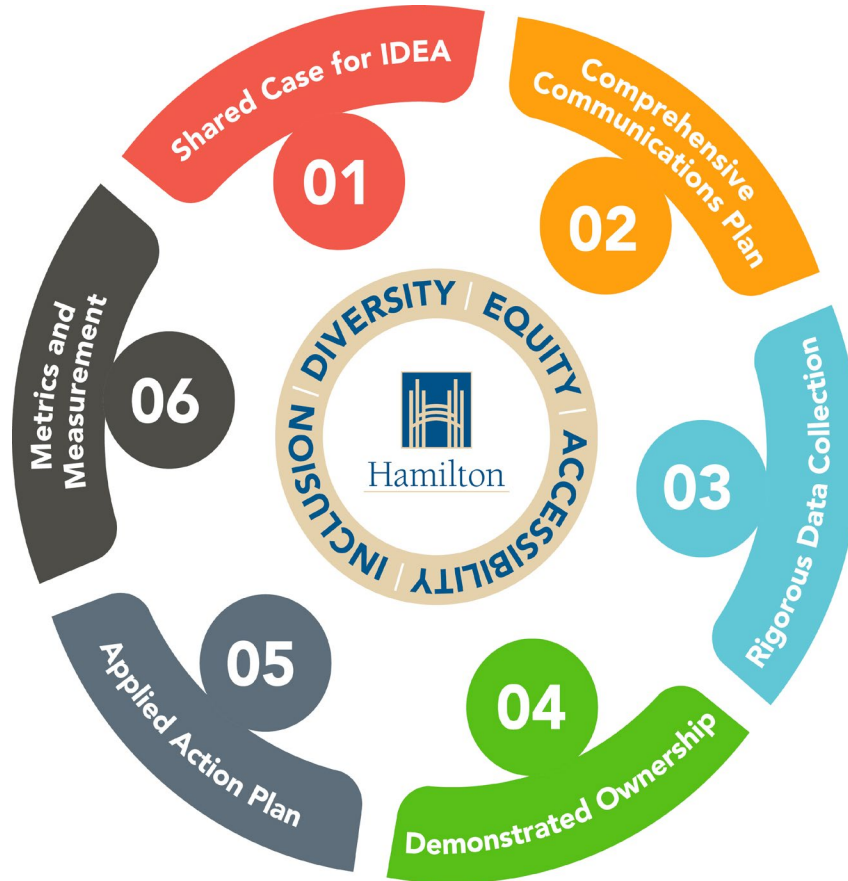 Shared Case for IDEA
01
Comprehensive
Communications Plan
02
Rigorous Data Collection
03
Demonstrated Ownership
04
Applied Action Plan
05
Metrics and
Measurement
06
DIVERSITY | EQUITY | ACCESSIBILITY | INCLUSION |
Hamilton